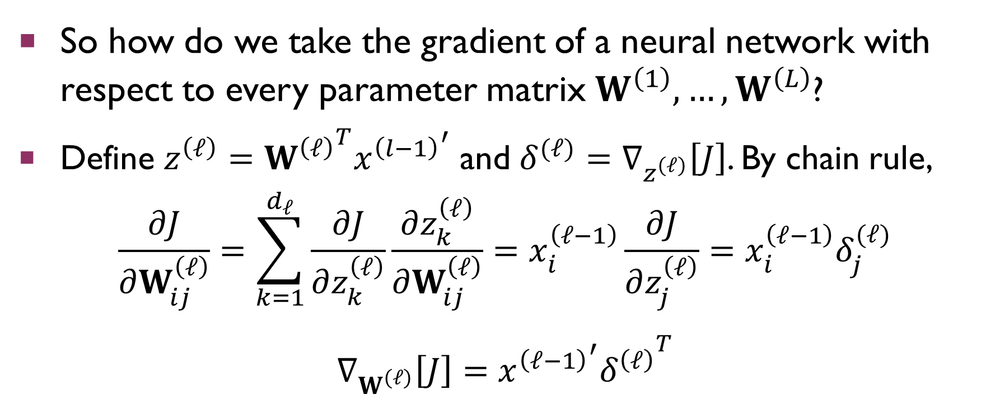 ▪ So how do we take the gradient of a neural network with
respect to every parameter matrix $\mathbf{W}^{(1)}, \dots, \mathbf{W}^{(L)}$?
▪ Define $z^{(\ell)} = {\mathbf{W}^{(\ell)}}^T {x^{(l-1)}}'$ and $\delta^{(\ell)} = \nabla_{z^{(\ell)}}[J]$. By chain rule,
$\frac{\partial J}{\partial \mathbf{W}_{ij}^{(\ell)}} = \sum_{k=1}^{d_\ell} \frac{\partial J}{\partial z_k^{(\ell)}} \frac{\partial z_k^{(\ell)}}{\partial \mathbf{W}_{ij}^{(\ell)}} = x_i^{(\ell-1)} \frac{\partial J}{\partial z_j^{(\ell)}} = x_i^{(\ell-1)} \delta_j^{(\ell)}$
$\nabla_{\mathbf{W}^{(\ell)}}[J] = {x^{(\ell-1)}}' {\delta^{(\ell)}}^T$